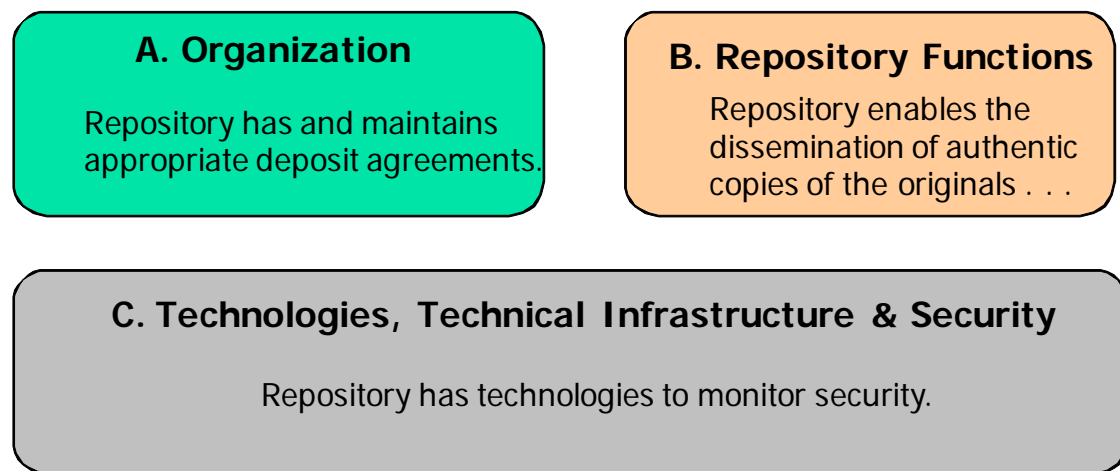 A. Organization
Repository has and maintains
appropriate deposit agreements.
B. Repository Functions
Repository enables the
dissemination of authentic
copies of the originals . . .
C. Technologies, Technical Infrastructure & Security
Repository has technologies to monitor security.